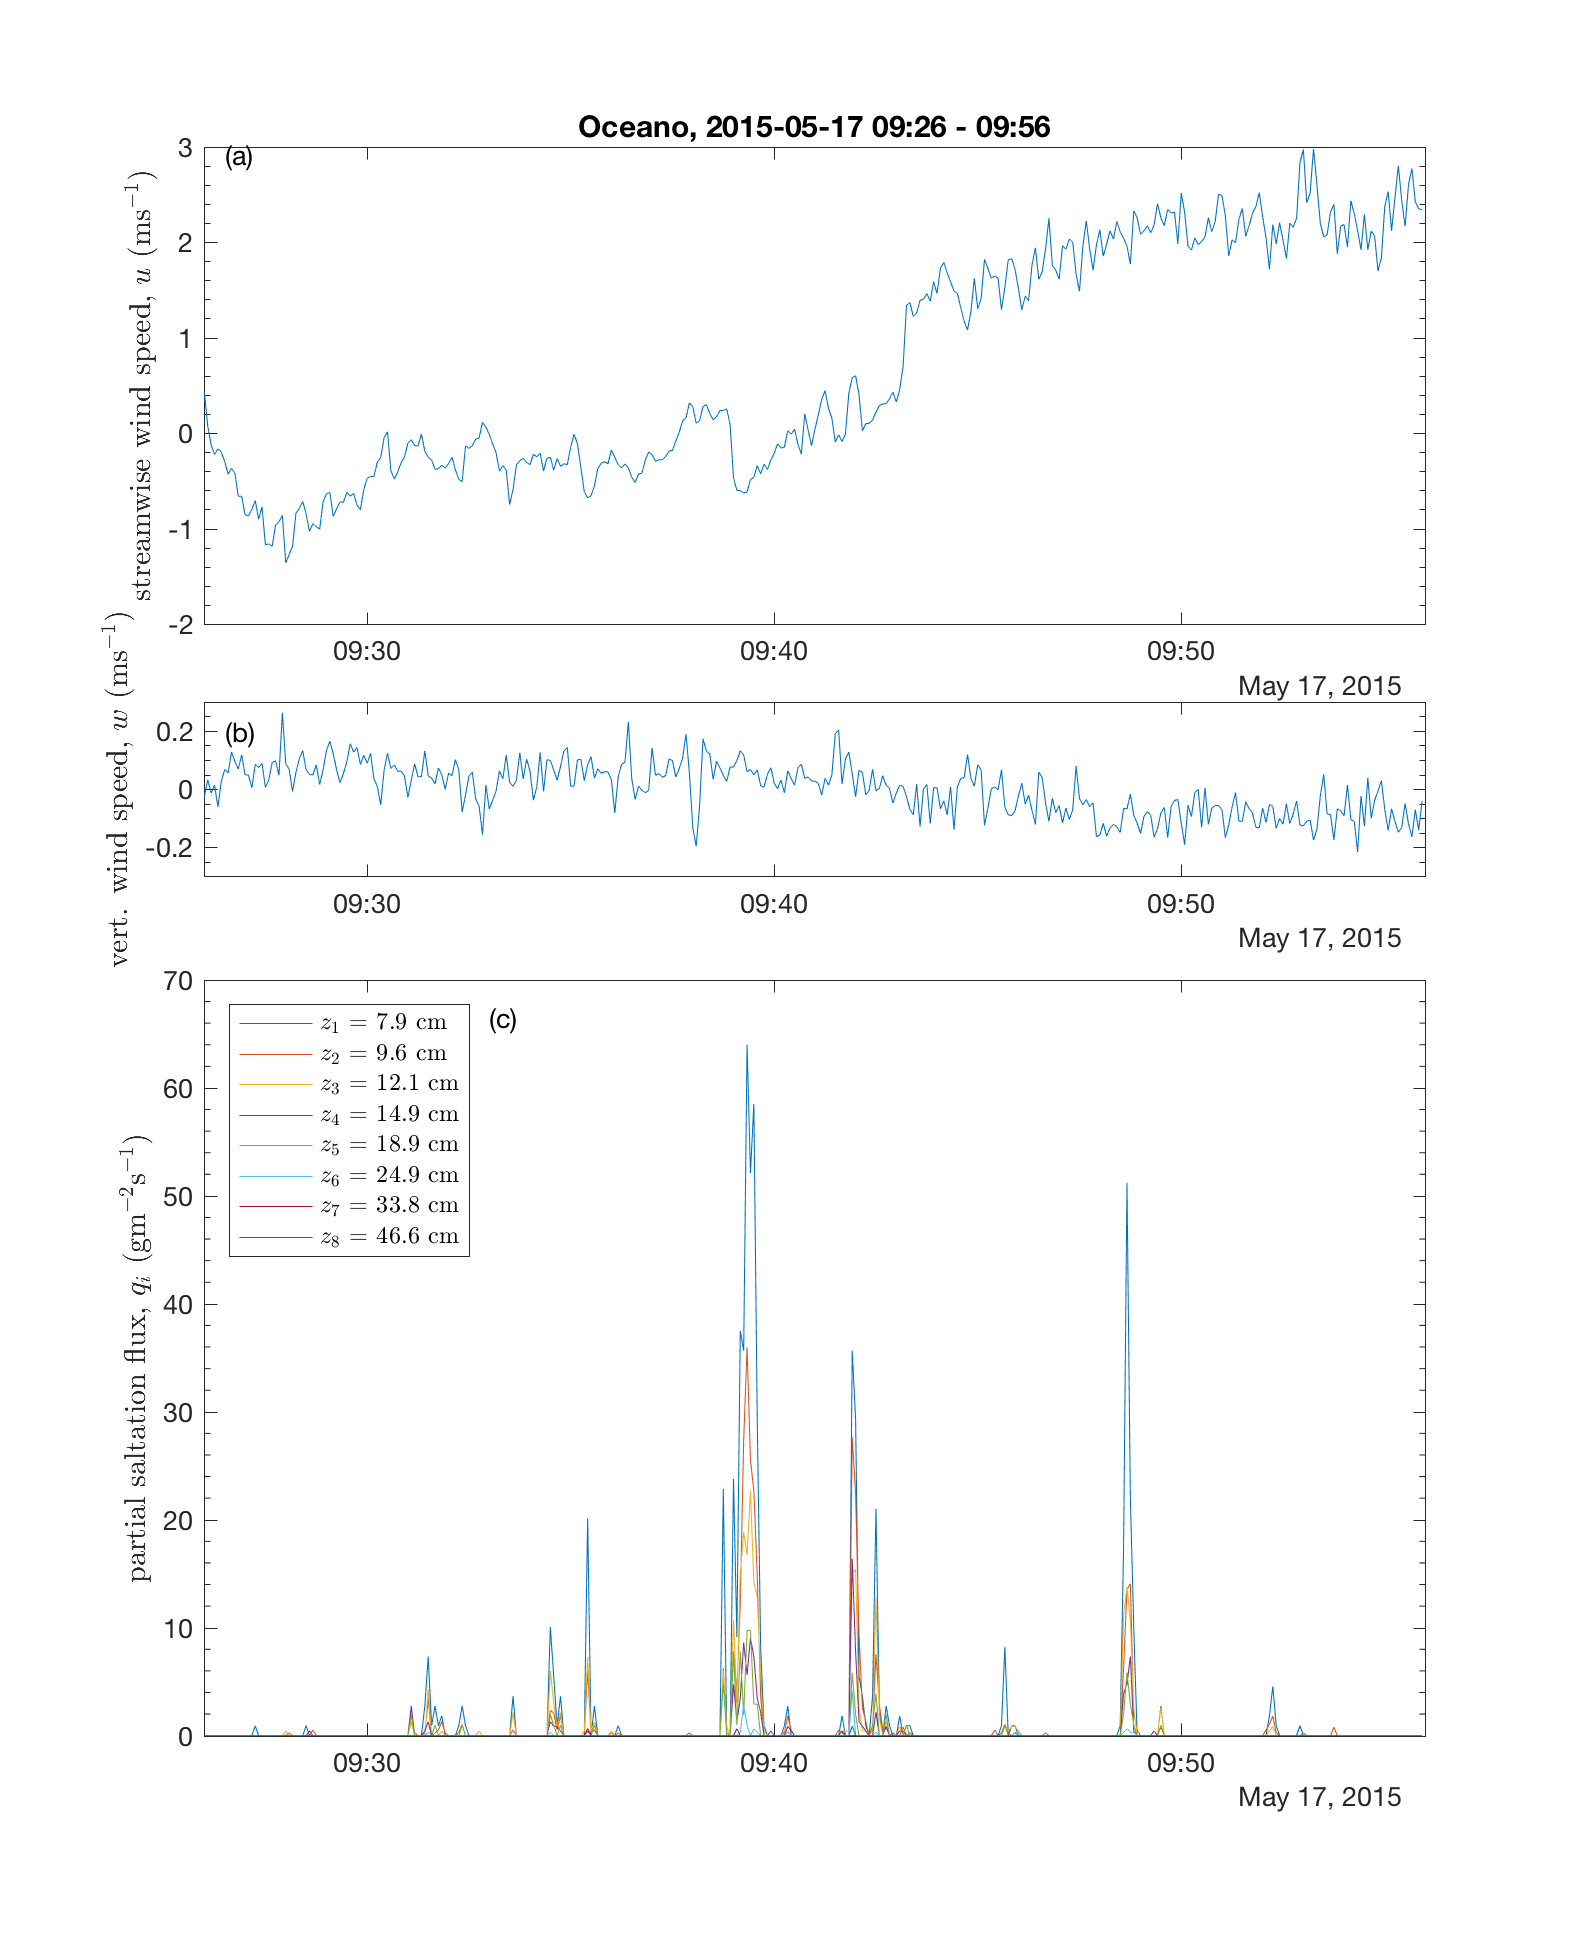 Oceano, 2015-05-17 09:26 - 09:56
(a)
streamwise wind speed, u (ms⁻¹)
3
2
1
0
-1
-2
09:30 09:40 09:50
May 17, 2015
(b)
vert. wind speed, w (ms⁻¹)
0.2
0
-0.2
09:30 09:40 09:50
May 17, 2015
(c)
partial saltation flux, qᵢ (gm⁻²s⁻¹)
70
60
50
40
30
20
10
0
z₁ = 7.9 cm
z₂ = 9.6 cm
z₃ = 12.1 cm
z₄ = 14.9 cm
z₅ = 18.9 cm
z₆ = 24.9 cm
z₇ = 33.8 cm
z₈ = 46.6 cm
09:30 09:40 09:50
May 17, 2015